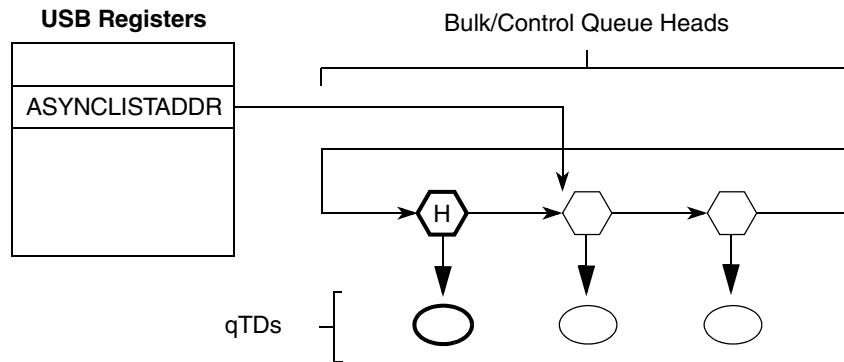 USB Registers
Bulk/Control Queue Heads
ASYNCLISTADDR
H
qTDs